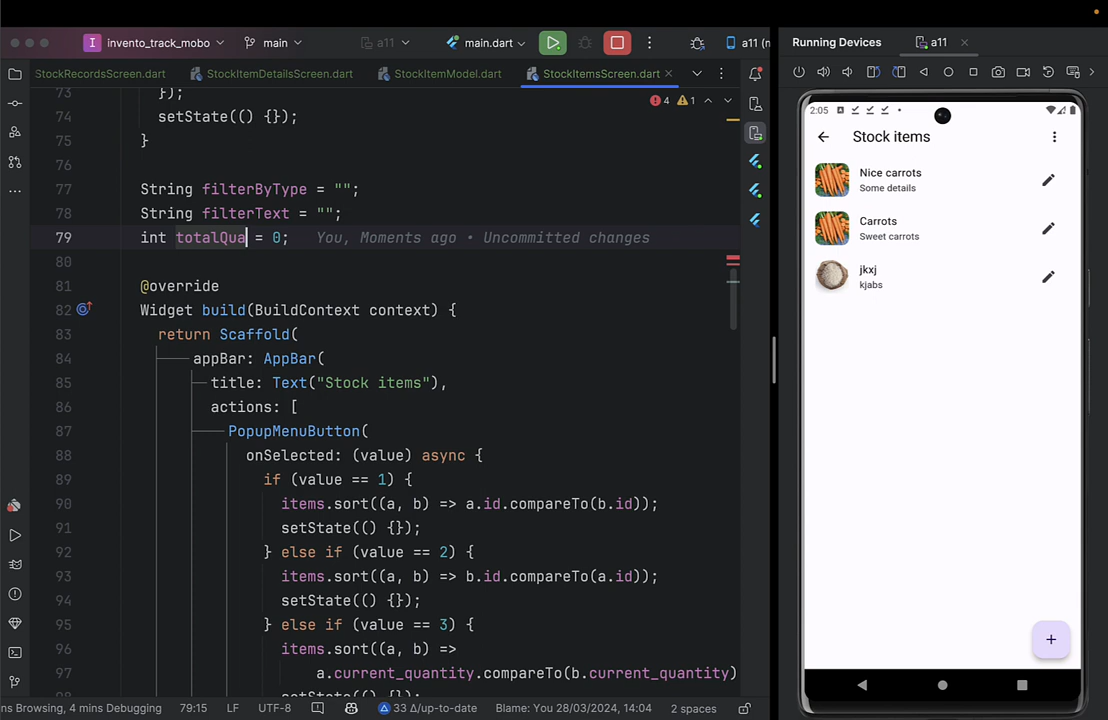 invento_track_mobo
main
a11
main.dart
a11 (n
Running Devices
a11
StockRecordsScreen.dart
StockItemDetailsScreen.dart
StockItemModel.dart
StockItemsScreen.dart
4
1
73 });
74 setState(() {});
75 }
76
77 String filterByType = "";
78 String filterText = "";
79 int totalQua = 0; You, Moments ago • Uncommitted changes
80
81 @override
82 Widget build(BuildContext context) {
83 return Scaffold(
84 appBar: AppBar(
85 title: Text("Stock items"),
86 actions: [
87 PopupMenuButton(
88 onSelected: (value) async {
89 if (value == 1) {
90 items.sort((a, b) => a.id.compareTo(b.id));
91 setState(() {});
92 } else if (value == 2) {
93 items.sort((a, b) => b.id.compareTo(a.id));
94 setState(() {});
95 } else if (value == 3) {
96 items.sort((a, b) =>
97 a.current_quantity.compareTo(b.current_quantity)
98 setState(() {});
2:05
Stock items
Nice carrots
Some details
Carrots
Sweet carrots
jkxj
kjabs
+
ns Browsing, 4 mins Debugging
79:15
LF
UTF-8
33 Δ/up-to-date
Blame: You 28/03/2024, 14:04
2 spaces